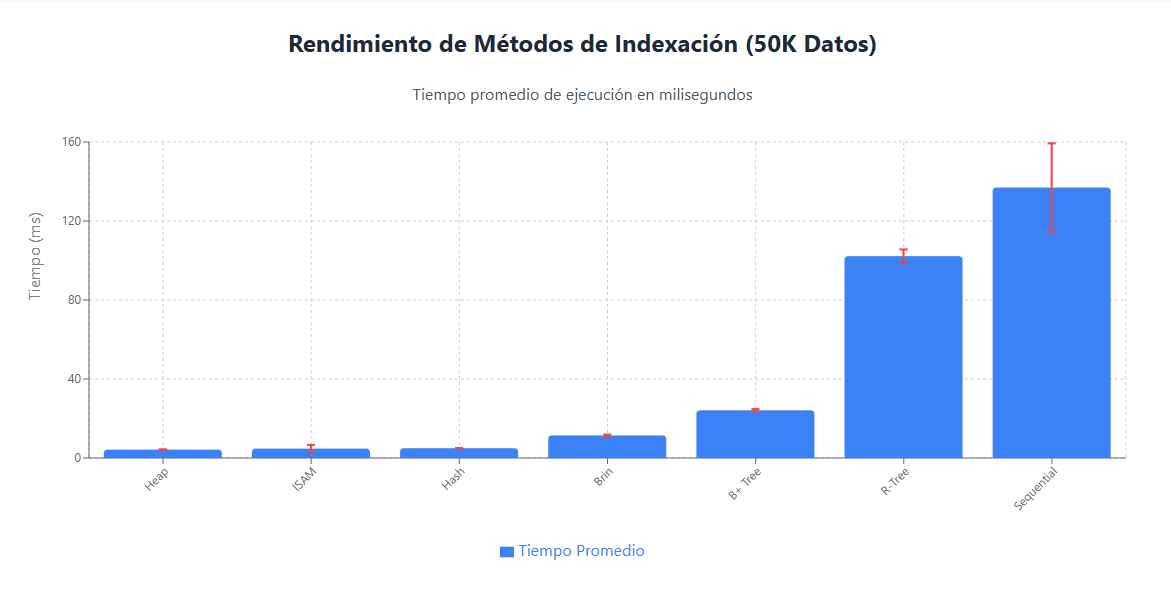 Rendimiento de Métodos de Indexación (50K Datos)
Tiempo promedio de ejecución en milisegundos
Tiempo (ms)
160
120
80
40
0
Heap
ISAM
Hash
Brin
B+ Tree
R-Tree
Sequential
Tiempo Promedio